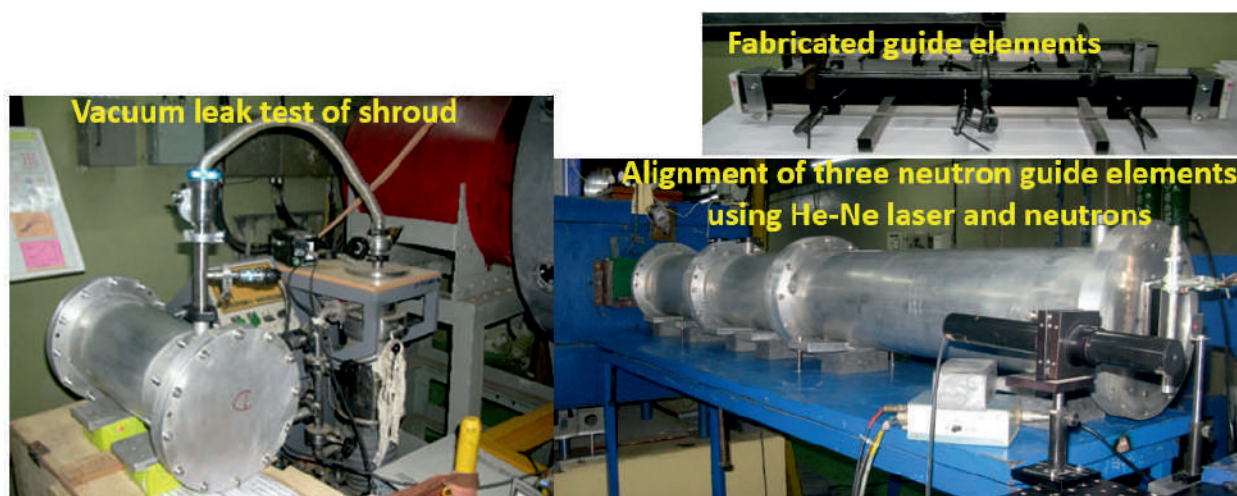 Fabricated guide elements
Vacuum leak test of shroud
Alignment of three neutron guide elements
using He-Ne laser and neutrons